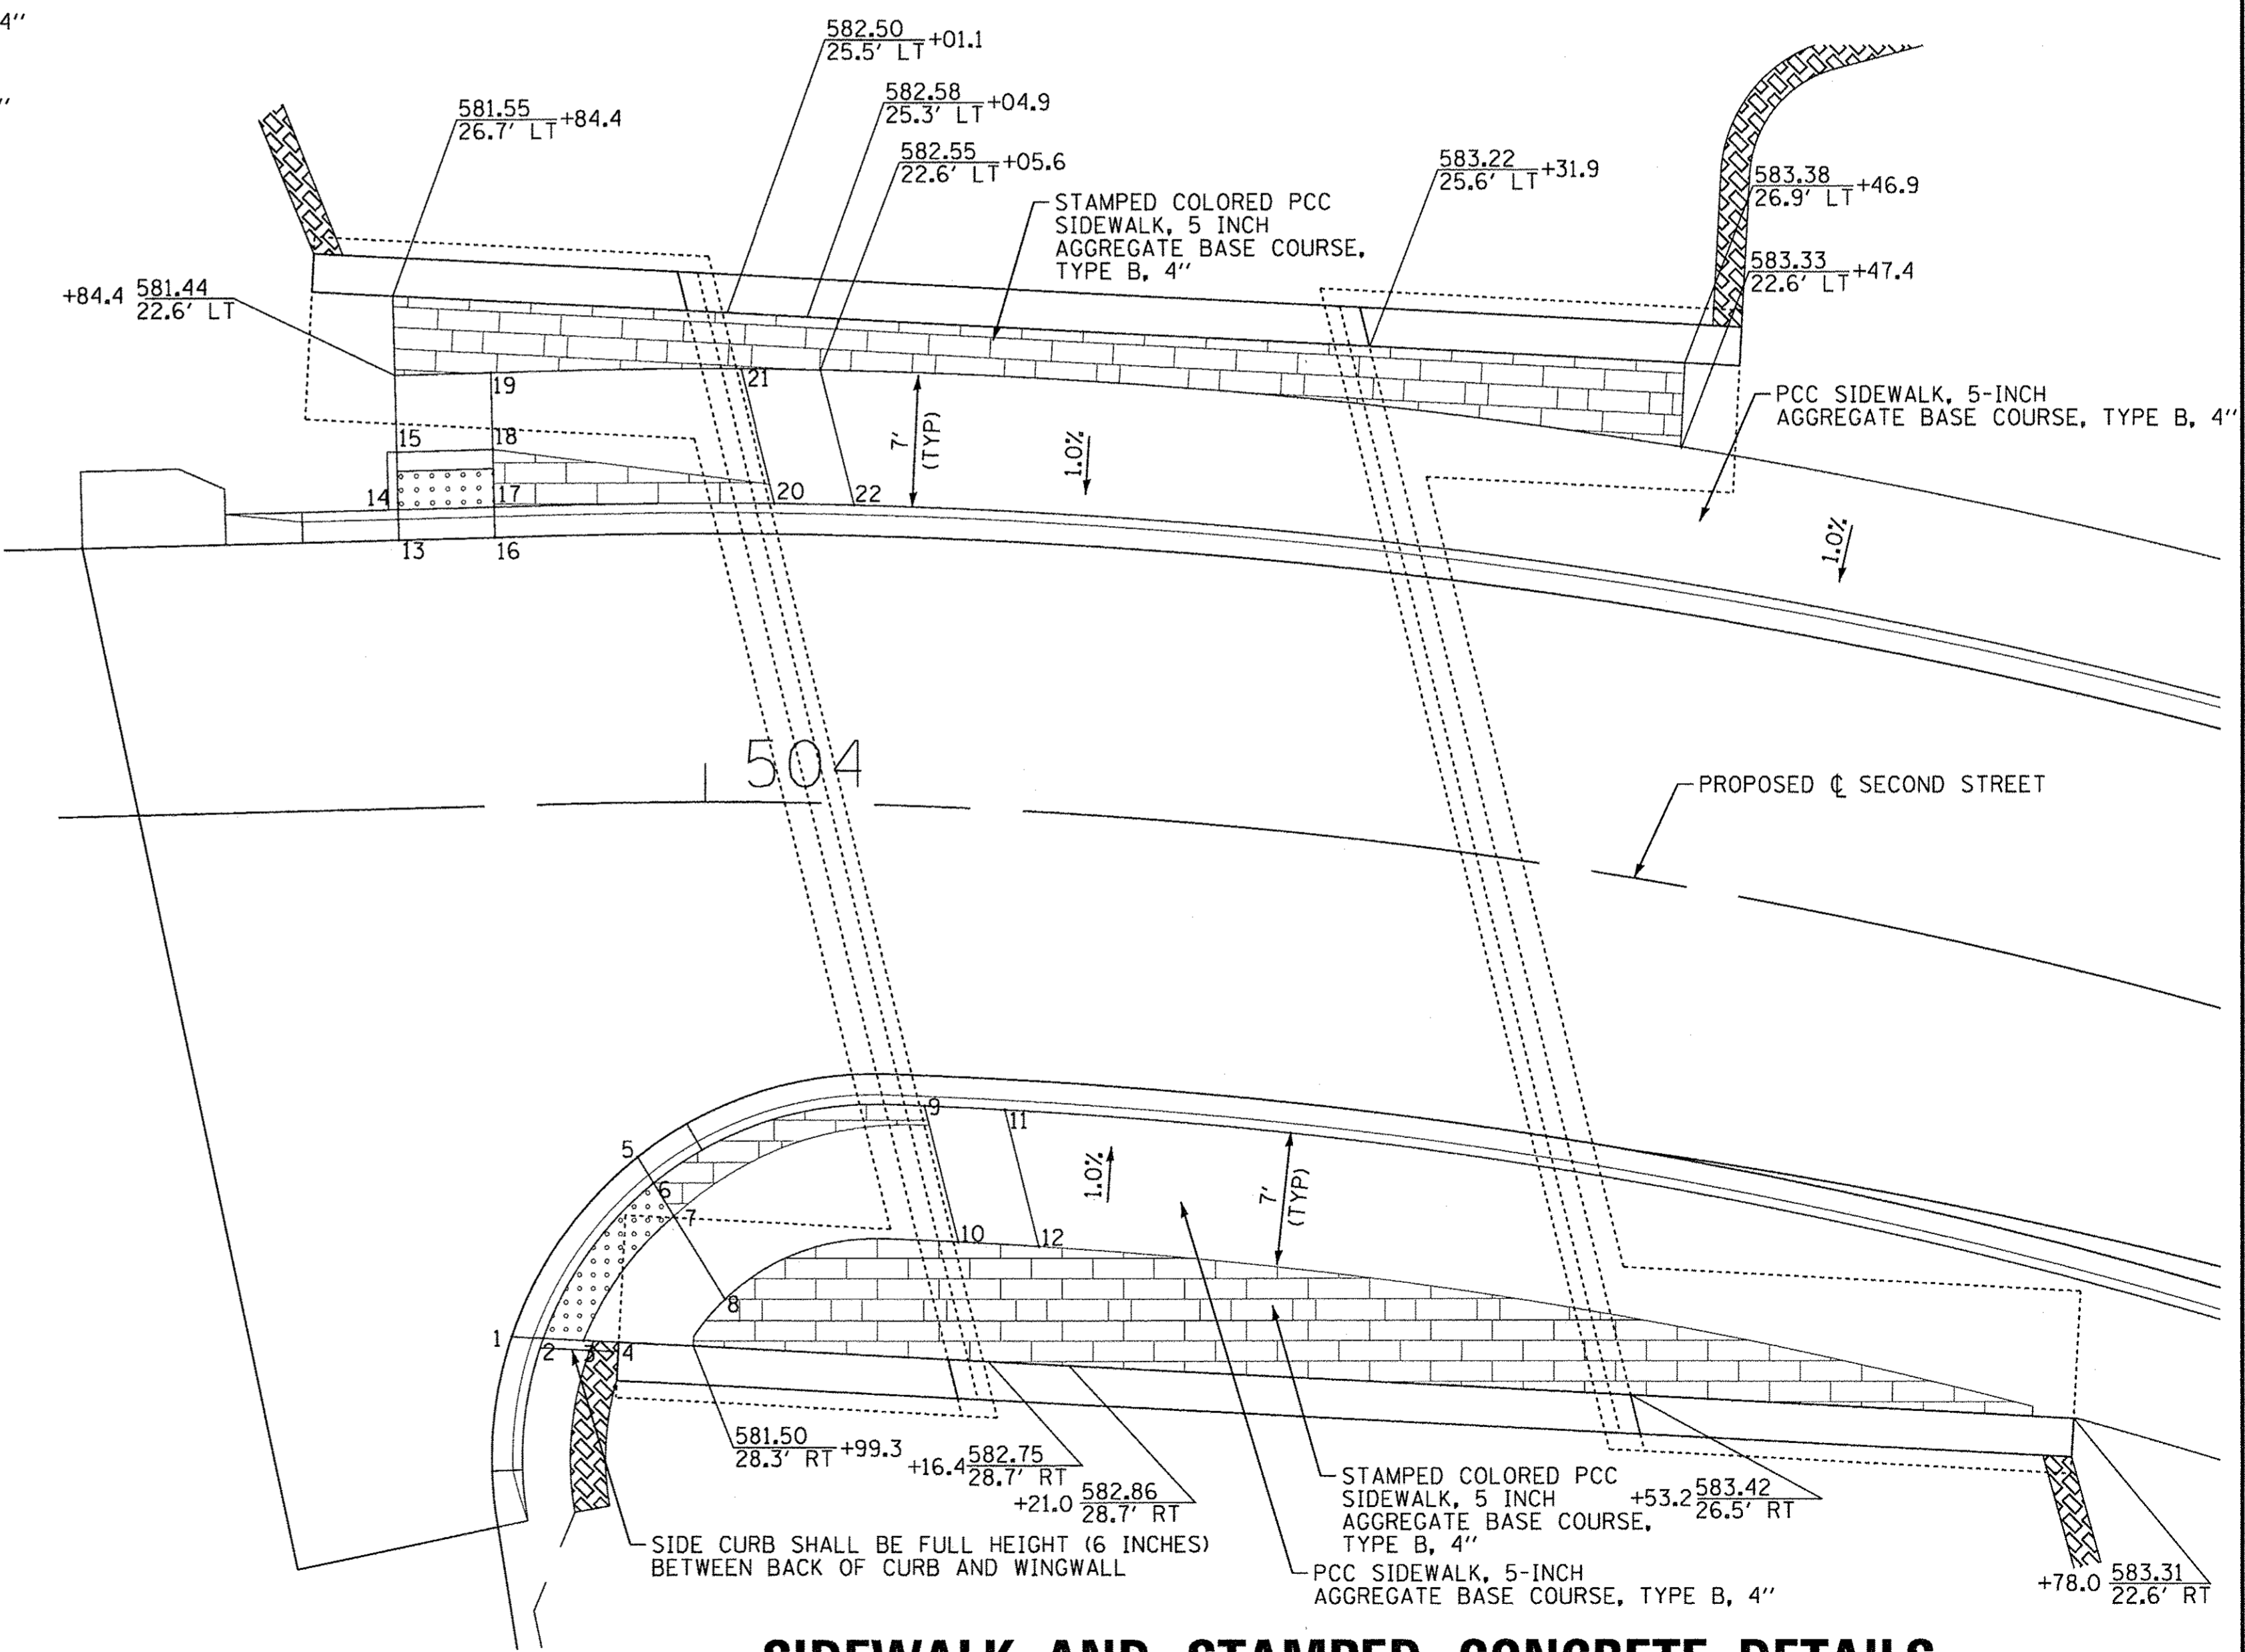 4"
"
582.50
25.5' LT
+01.1
582.58
25.3' LT
+04.9
581.55
26.7' LT
+84.4
582.55
22.6' LT
+05.6
583.22
25.6' LT
+31.9
583.38
26.9' LT
+46.9
STAMPED COLORED PCC
SIDEWALK, 5 INCH
AGGREGATE BASE COURSE,
TYPE B, 4"
583.33
22.6' LT
+47.4
+84.4
581.44
22.6' LT
19
21
PCC SIDEWALK, 5-INCH
AGGREGATE BASE COURSE, TYPE B, 4"
15
18
7'
(TYP)
1.0%
14
17
20
22
13
16
1.0%
504
PROPOSED ℄ SECOND STREET
9
11
5
6
7
1.0%
7'
(TYP)
10
12
8
1
2
3
4
581.50
28.3' RT
+99.3
+16.4
582.75
28.7' RT
+21.0
582.86
28.7' RT
STAMPED COLORED PCC
SIDEWALK, 5 INCH
AGGREGATE BASE COURSE,
TYPE B, 4"
+53.2
583.42
26.5' RT
SIDE CURB SHALL BE FULL HEIGHT (6 INCHES)
BETWEEN BACK OF CURB AND WINGWALL
PCC SIDEWALK, 5-INCH
AGGREGATE BASE COURSE, TYPE B, 4"
+78.0
583.31
22.6' RT
SIDEWALK AND STAMPED CONCRETE DETAILS